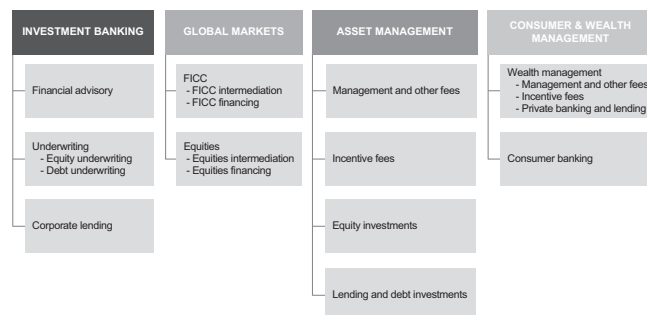 INVESTMENT BANKING
Financial advisory
Underwriting
- Equity underwriting
- Debt underwriting
Corporate lending
GLOBAL MARKETS
FICC
- FICC intermediation
- FICC financing
Equities
- Equities intermediation
- Equities financing
ASSET MANAGEMENT
Management and other fees
Incentive fees
Equity investments
Lending and debt investments
CONSUMER & WEALTH
MANAGEMENT
Wealth management
- Management and other fees
- Incentive fees
- Private banking and lending
Consumer banking